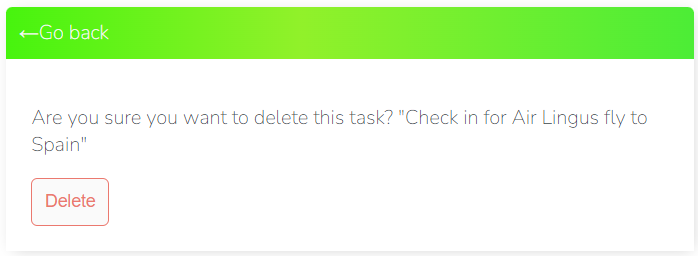 ←Go back
Are you sure you want to delete this task? "Check in for Air Lingus fly to
Spain"
Delete